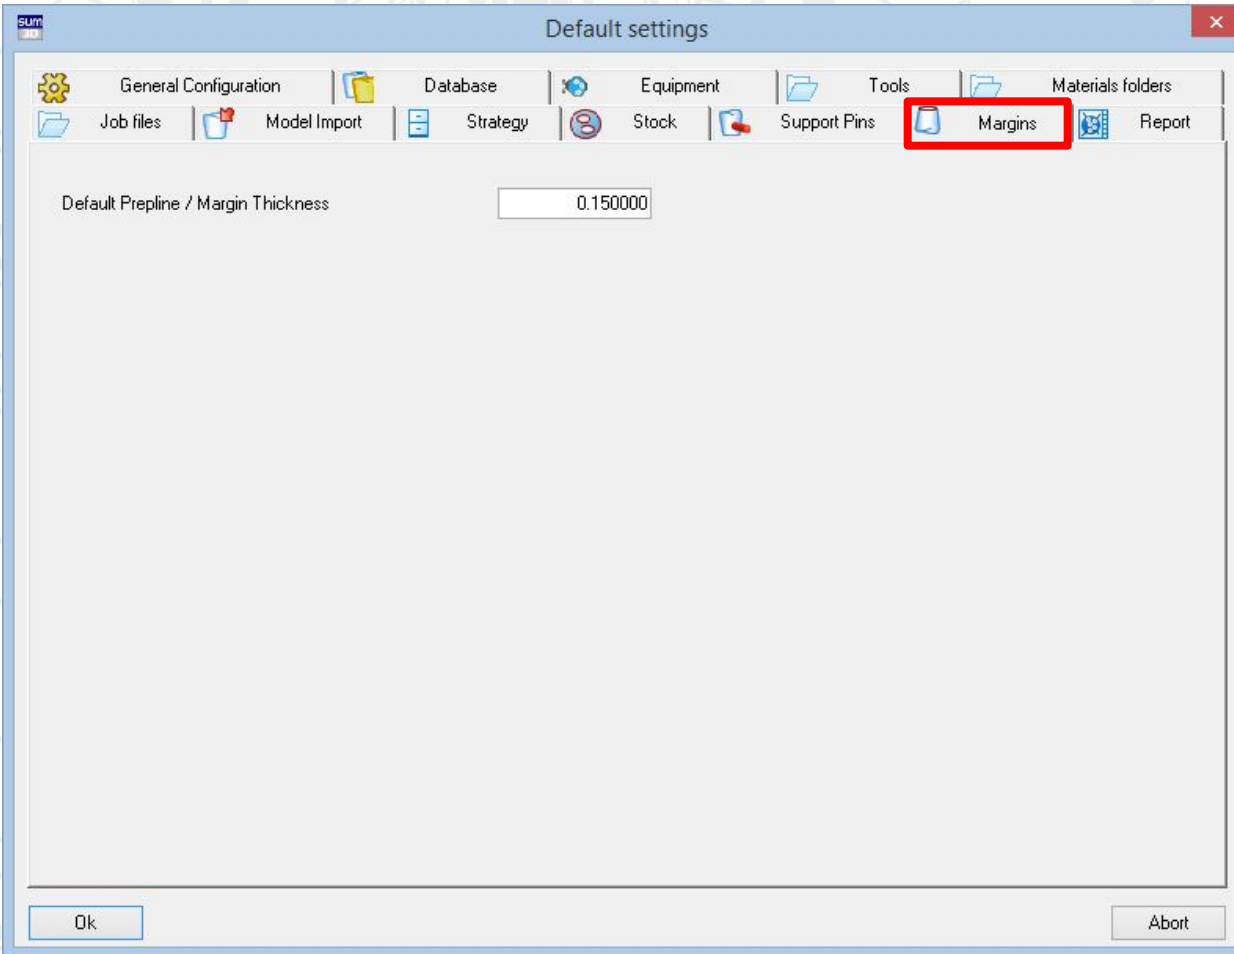 SUM 3D Default settings
General Configuration Database Equipment Tools Materials folders
Job files Model Import Strategy Stock Support Pins Margins Report
Default Prepline / Margin Thickness 0.150000
Ok Abort